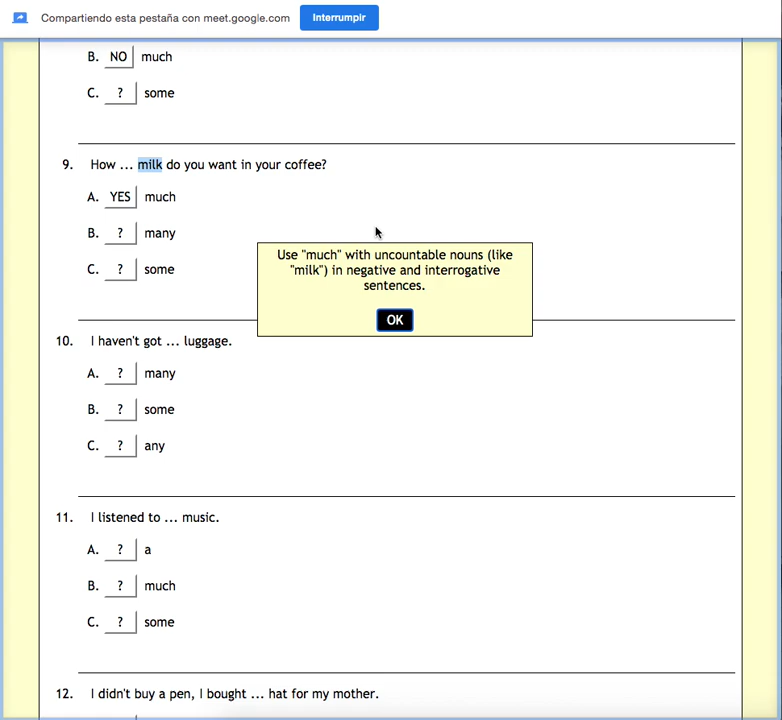 Compartiendo esta pestaña con meet.google.com Interrumpir
B. NO much
C. ? some
9. How ... milk do you want in your coffee?
A. YES much
B. ? many
C. ? some
Use "much" with uncountable nouns (like
"milk") in negative and interrogative
sentences.
OK
10. I haven't got ... luggage.
A. ? many
B. ? some
C. ? any
11. I listened to ... music.
A. ? a
B. ? much
C. ? some
12. I didn't buy a pen, I bought ... hat for my mother.